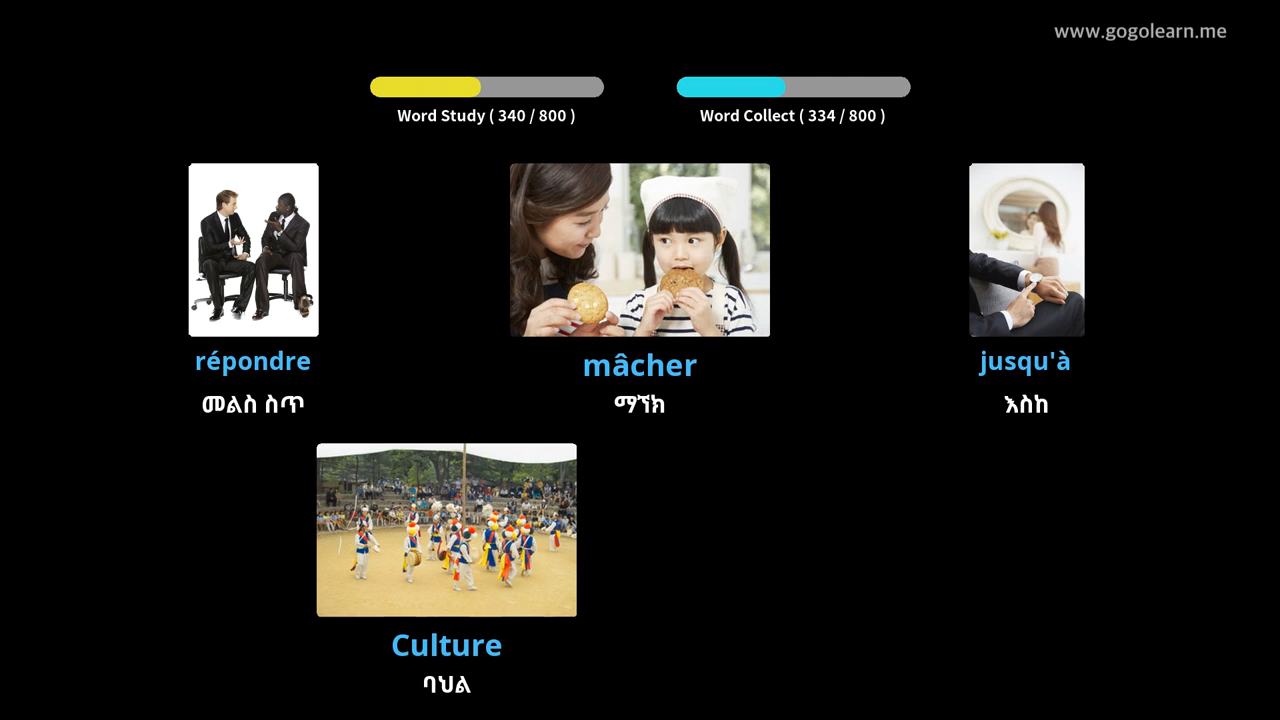 www.gogolearn.me
Word Study ( 340 / 800 )
Word Collect ( 334 / 800 )
répondre
መልስ ስጥ
mâcher
ማኘክ
jusqu'à
እስከ
Culture
ባህል